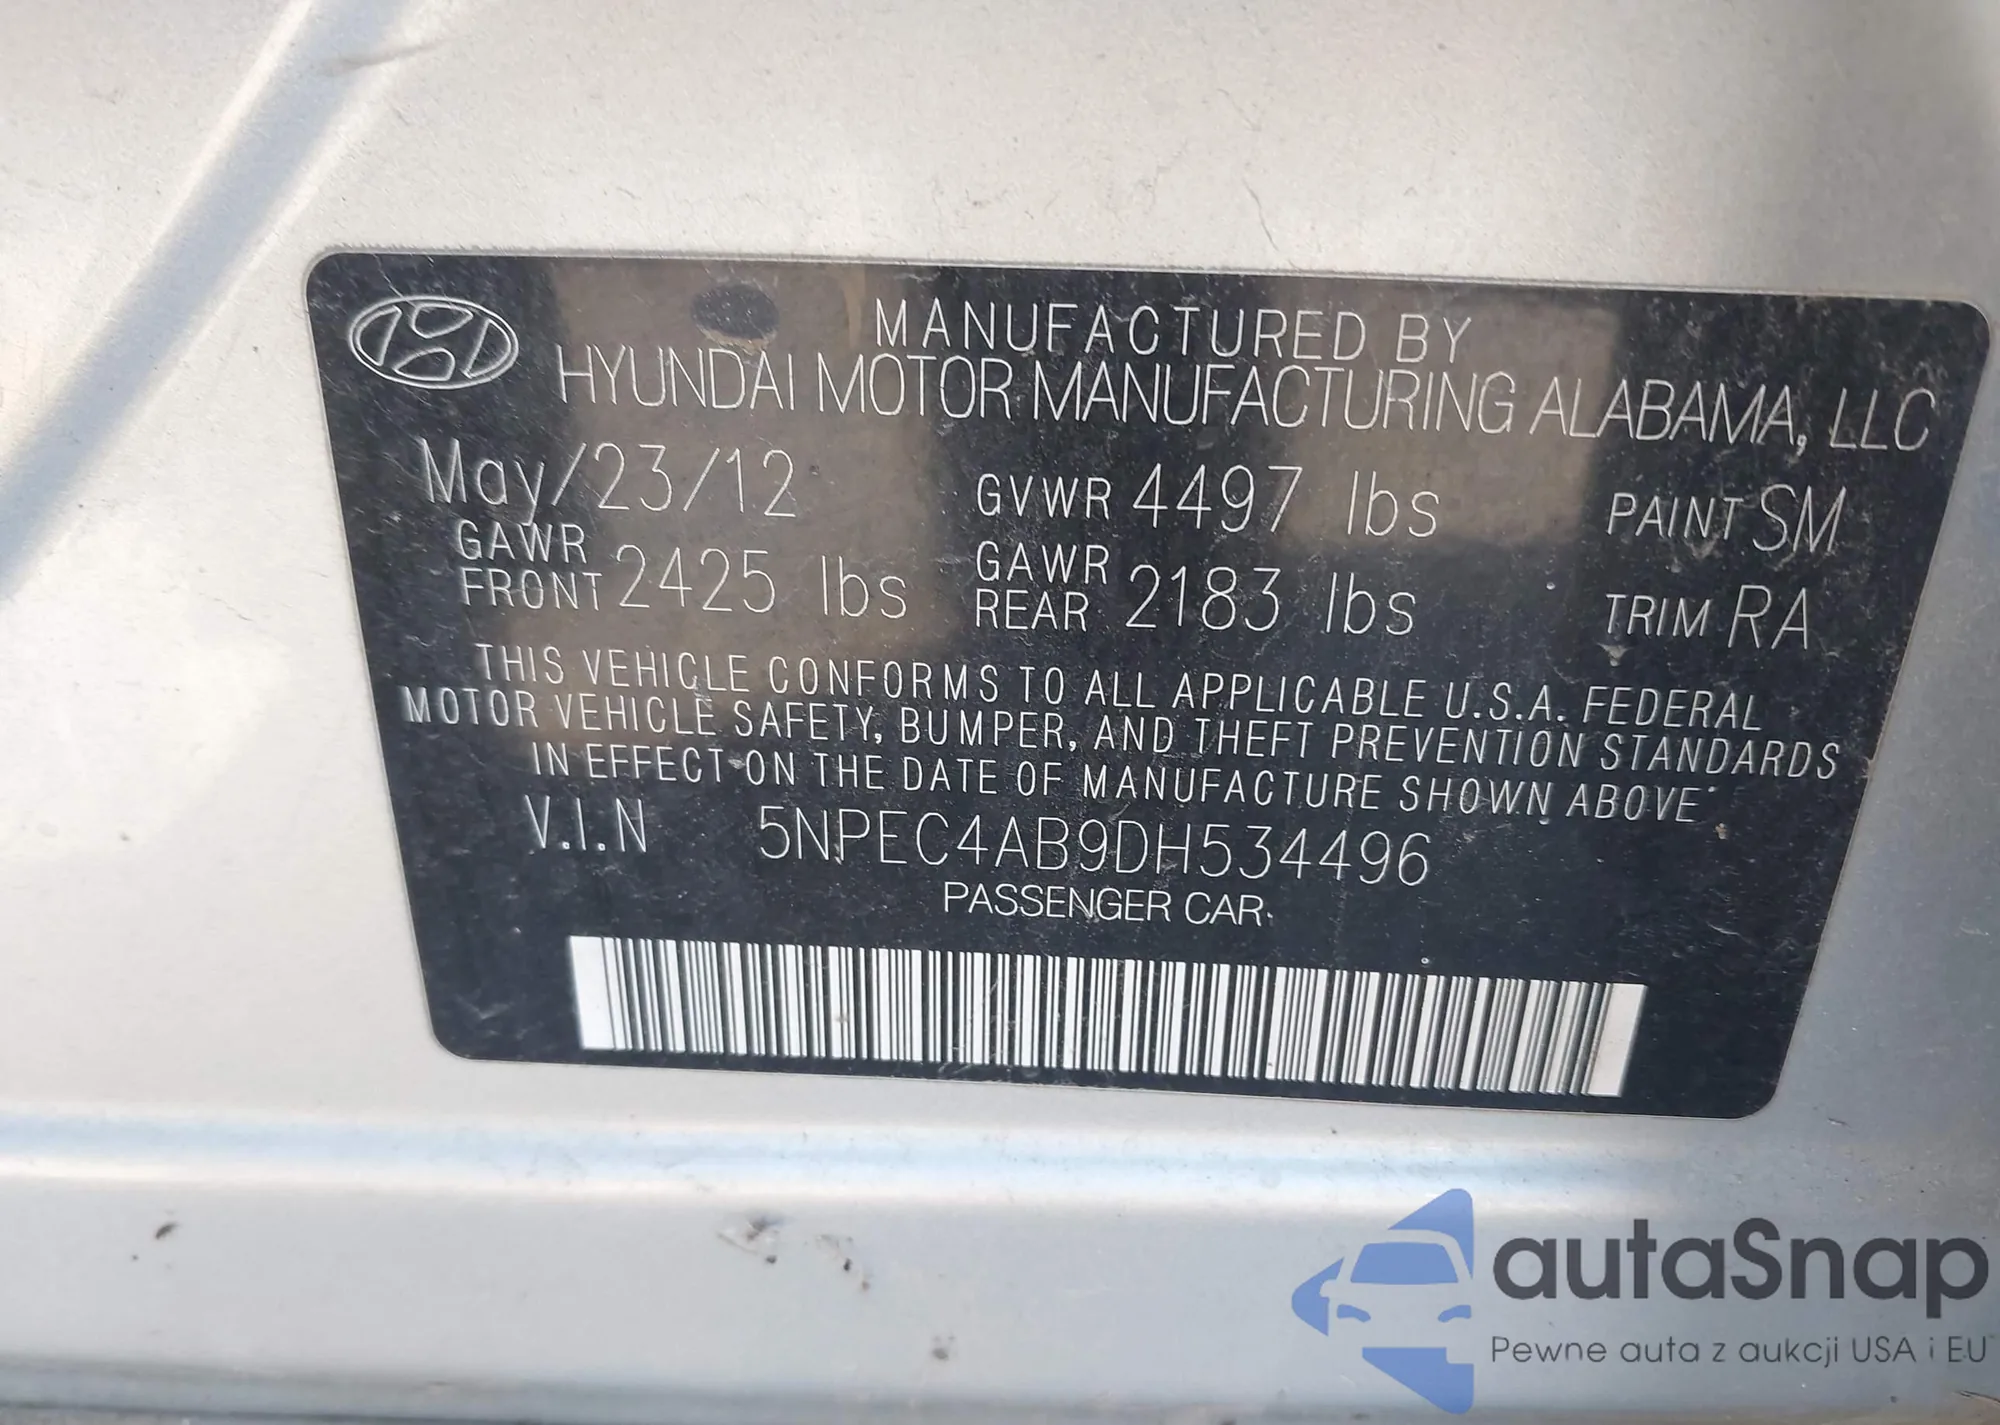 MANUFACTURED BY
HYUNDAI MOTOR MANUFACTURING ALABAMA, LLC
May/23/12 GVWR 4497 lbs PAINT SM
GAWR FRONT 2425 lbs GAWR REAR 2183 lbs TRIM RA
THIS VEHICLE CONFORMS TO ALL APPLICABLE U.S.A. FEDERAL
MOTOR VEHICLE SAFETY, BUMPER, AND THEFT PREVENTION STANDARDS
IN EFFECT ON THE DATE OF MANUFACTURE SHOWN ABOVE
V.I.N 5NPEC4AB9DH534496
PASSENGER CAR
autaSnap
Pewne auta z aukcji USA i EU